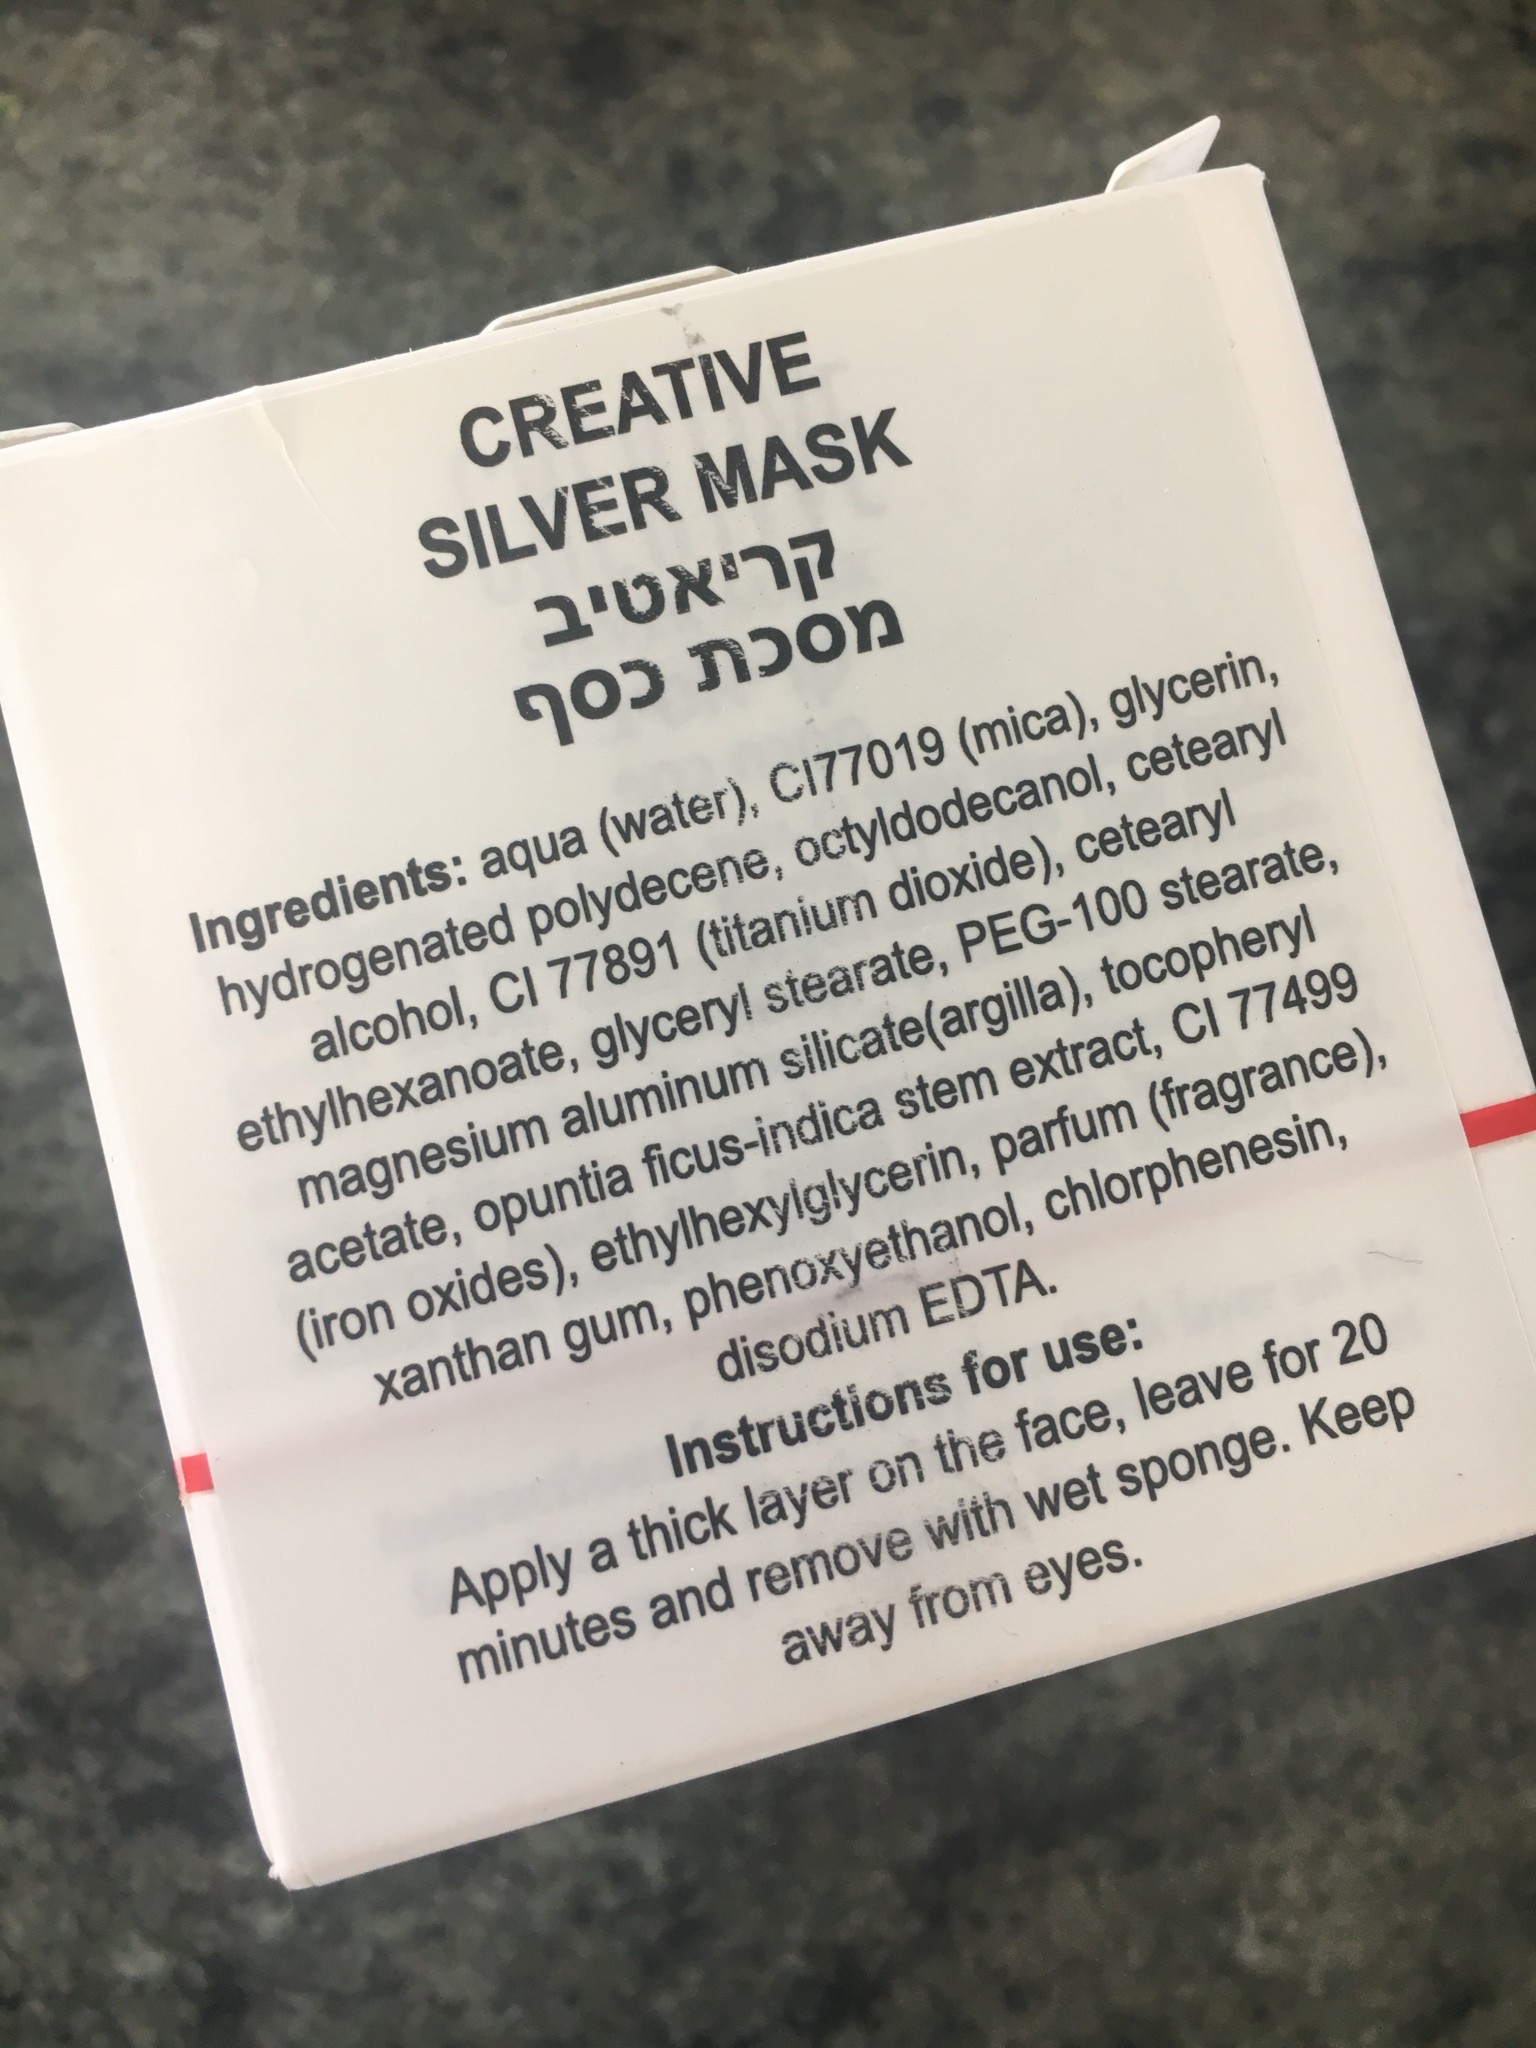 CREATIVE
SILVER MASK
קריאטיב
מסכת כסף
Ingredients: aqua (water), CI77019 (mica), glycerin,
hydrogenated polydecene, octyldodecanol, cetearyl
alcohol, CI 77891 (titanium dioxide), cetearyl
ethylhexanoate, glyceryl stearate, PEG-100 stearate,
magnesium aluminum silicate(argilla), tocopheryl
acetate, opuntia ficus-indica stem extract, CI 77499
(iron oxides), ethylhexylglycerin, parfum (fragrance),
xanthan gum, phenoxyethanol, chlorphenesin,
disodium EDTA.
Instructions for use:
Apply a thick layer on the face, leave for 20
minutes and remove with wet sponge. Keep
away from eyes.